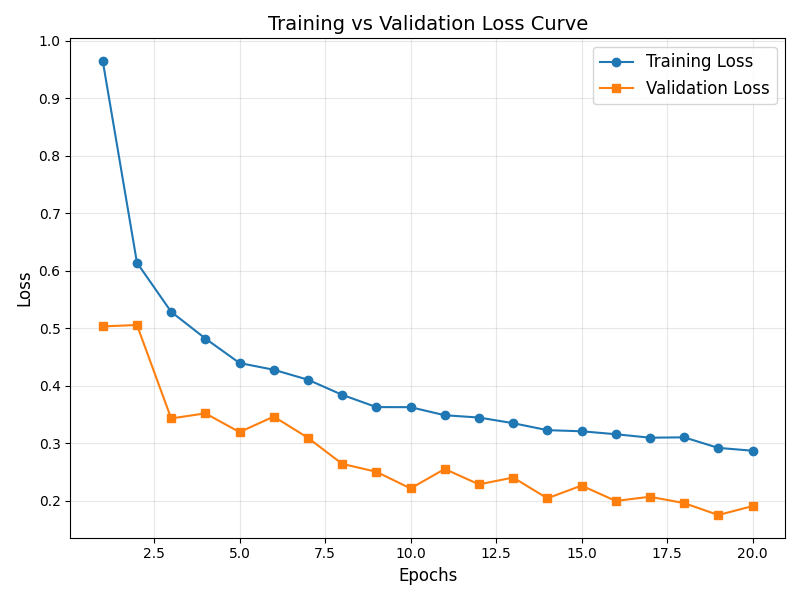 Training vs Validation Loss Curve
Training Loss
Validation Loss
1.0
0.9
0.8
0.7
0.6
0.5
0.4
0.3
0.2
Loss
2.5 5.0 7.5 10.0 12.5 15.0 17.5 20.0
Epochs